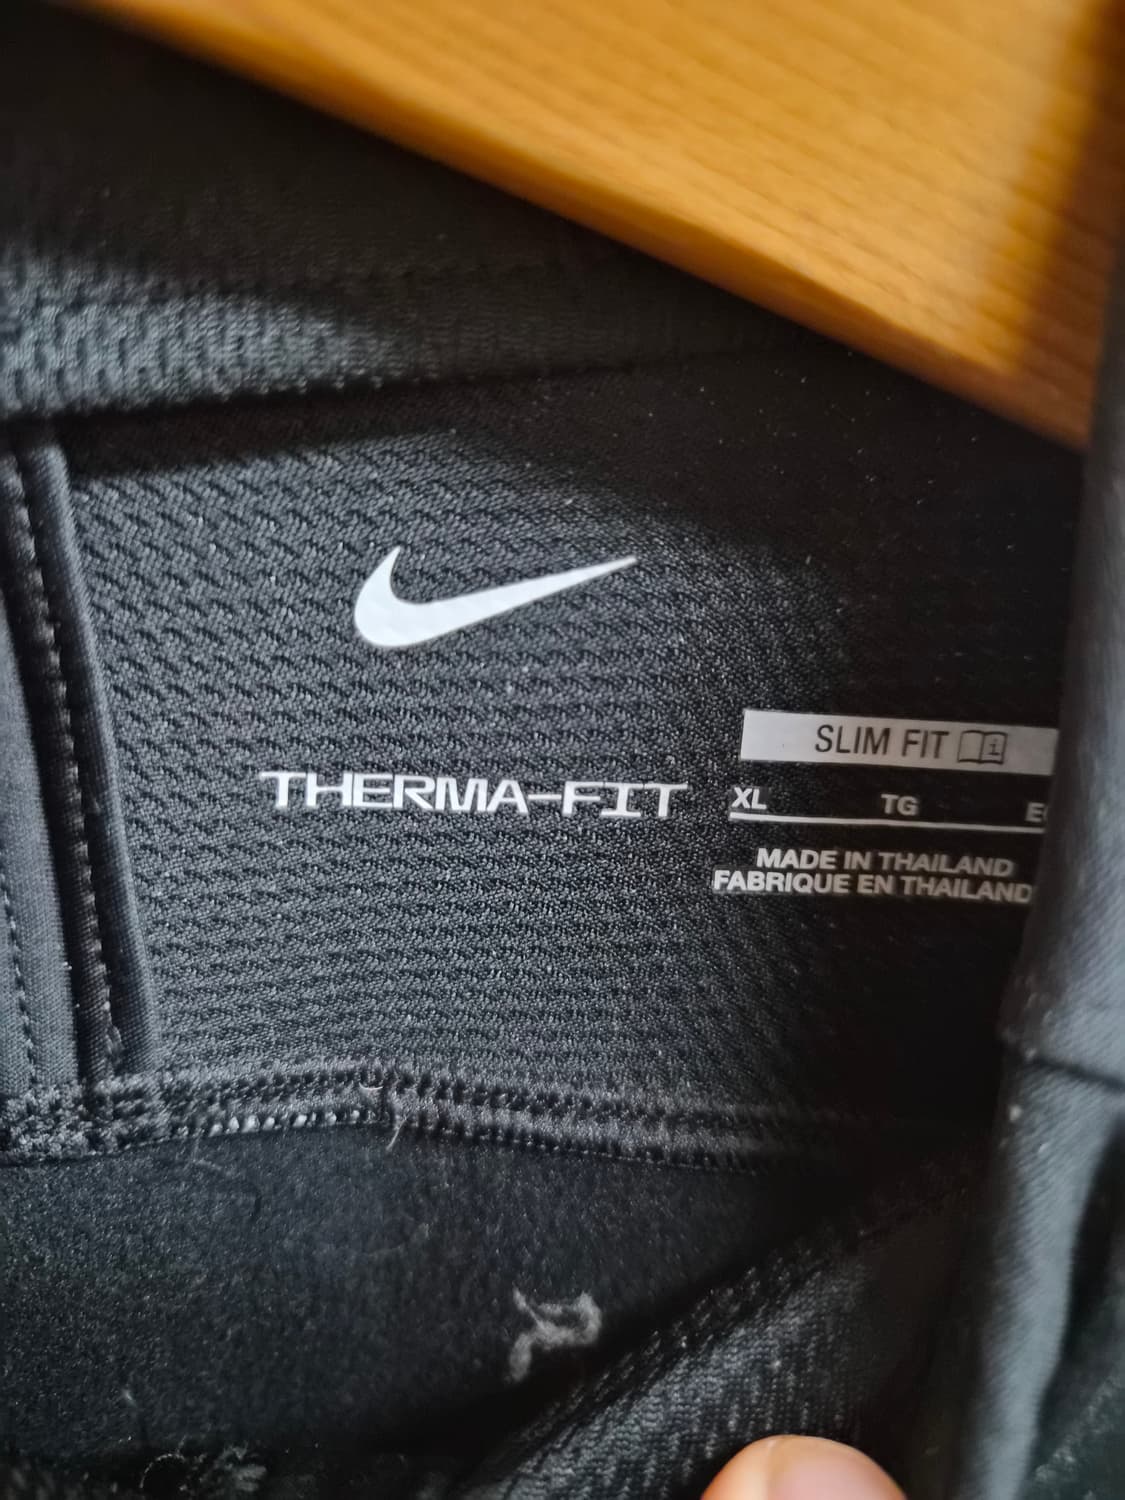 THERMA-FIT
SLIM FIT
XL TG
MADE IN THAILAND
FABRIQUE EN THAILAND